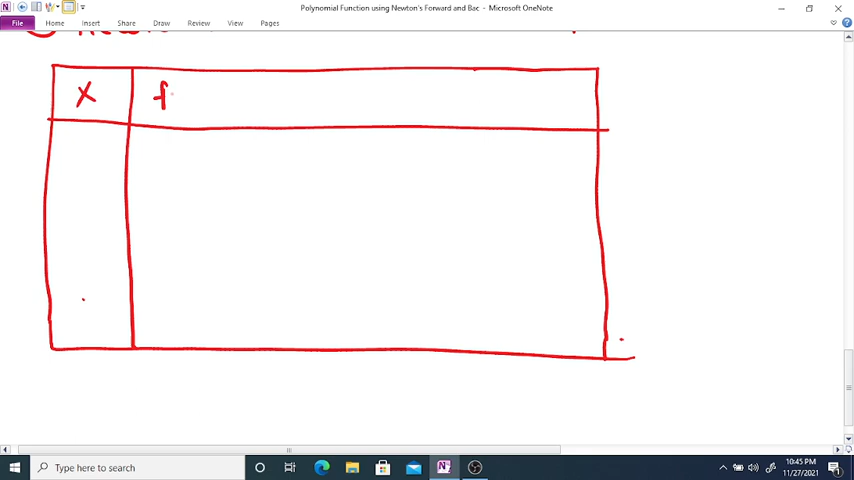 Polynomial Function using Newton's Forward and Bac - Microsoft OneNote
File Home Insert Share Draw Review View Pages
x f
Type here to search
10:45 PM
11/27/2021